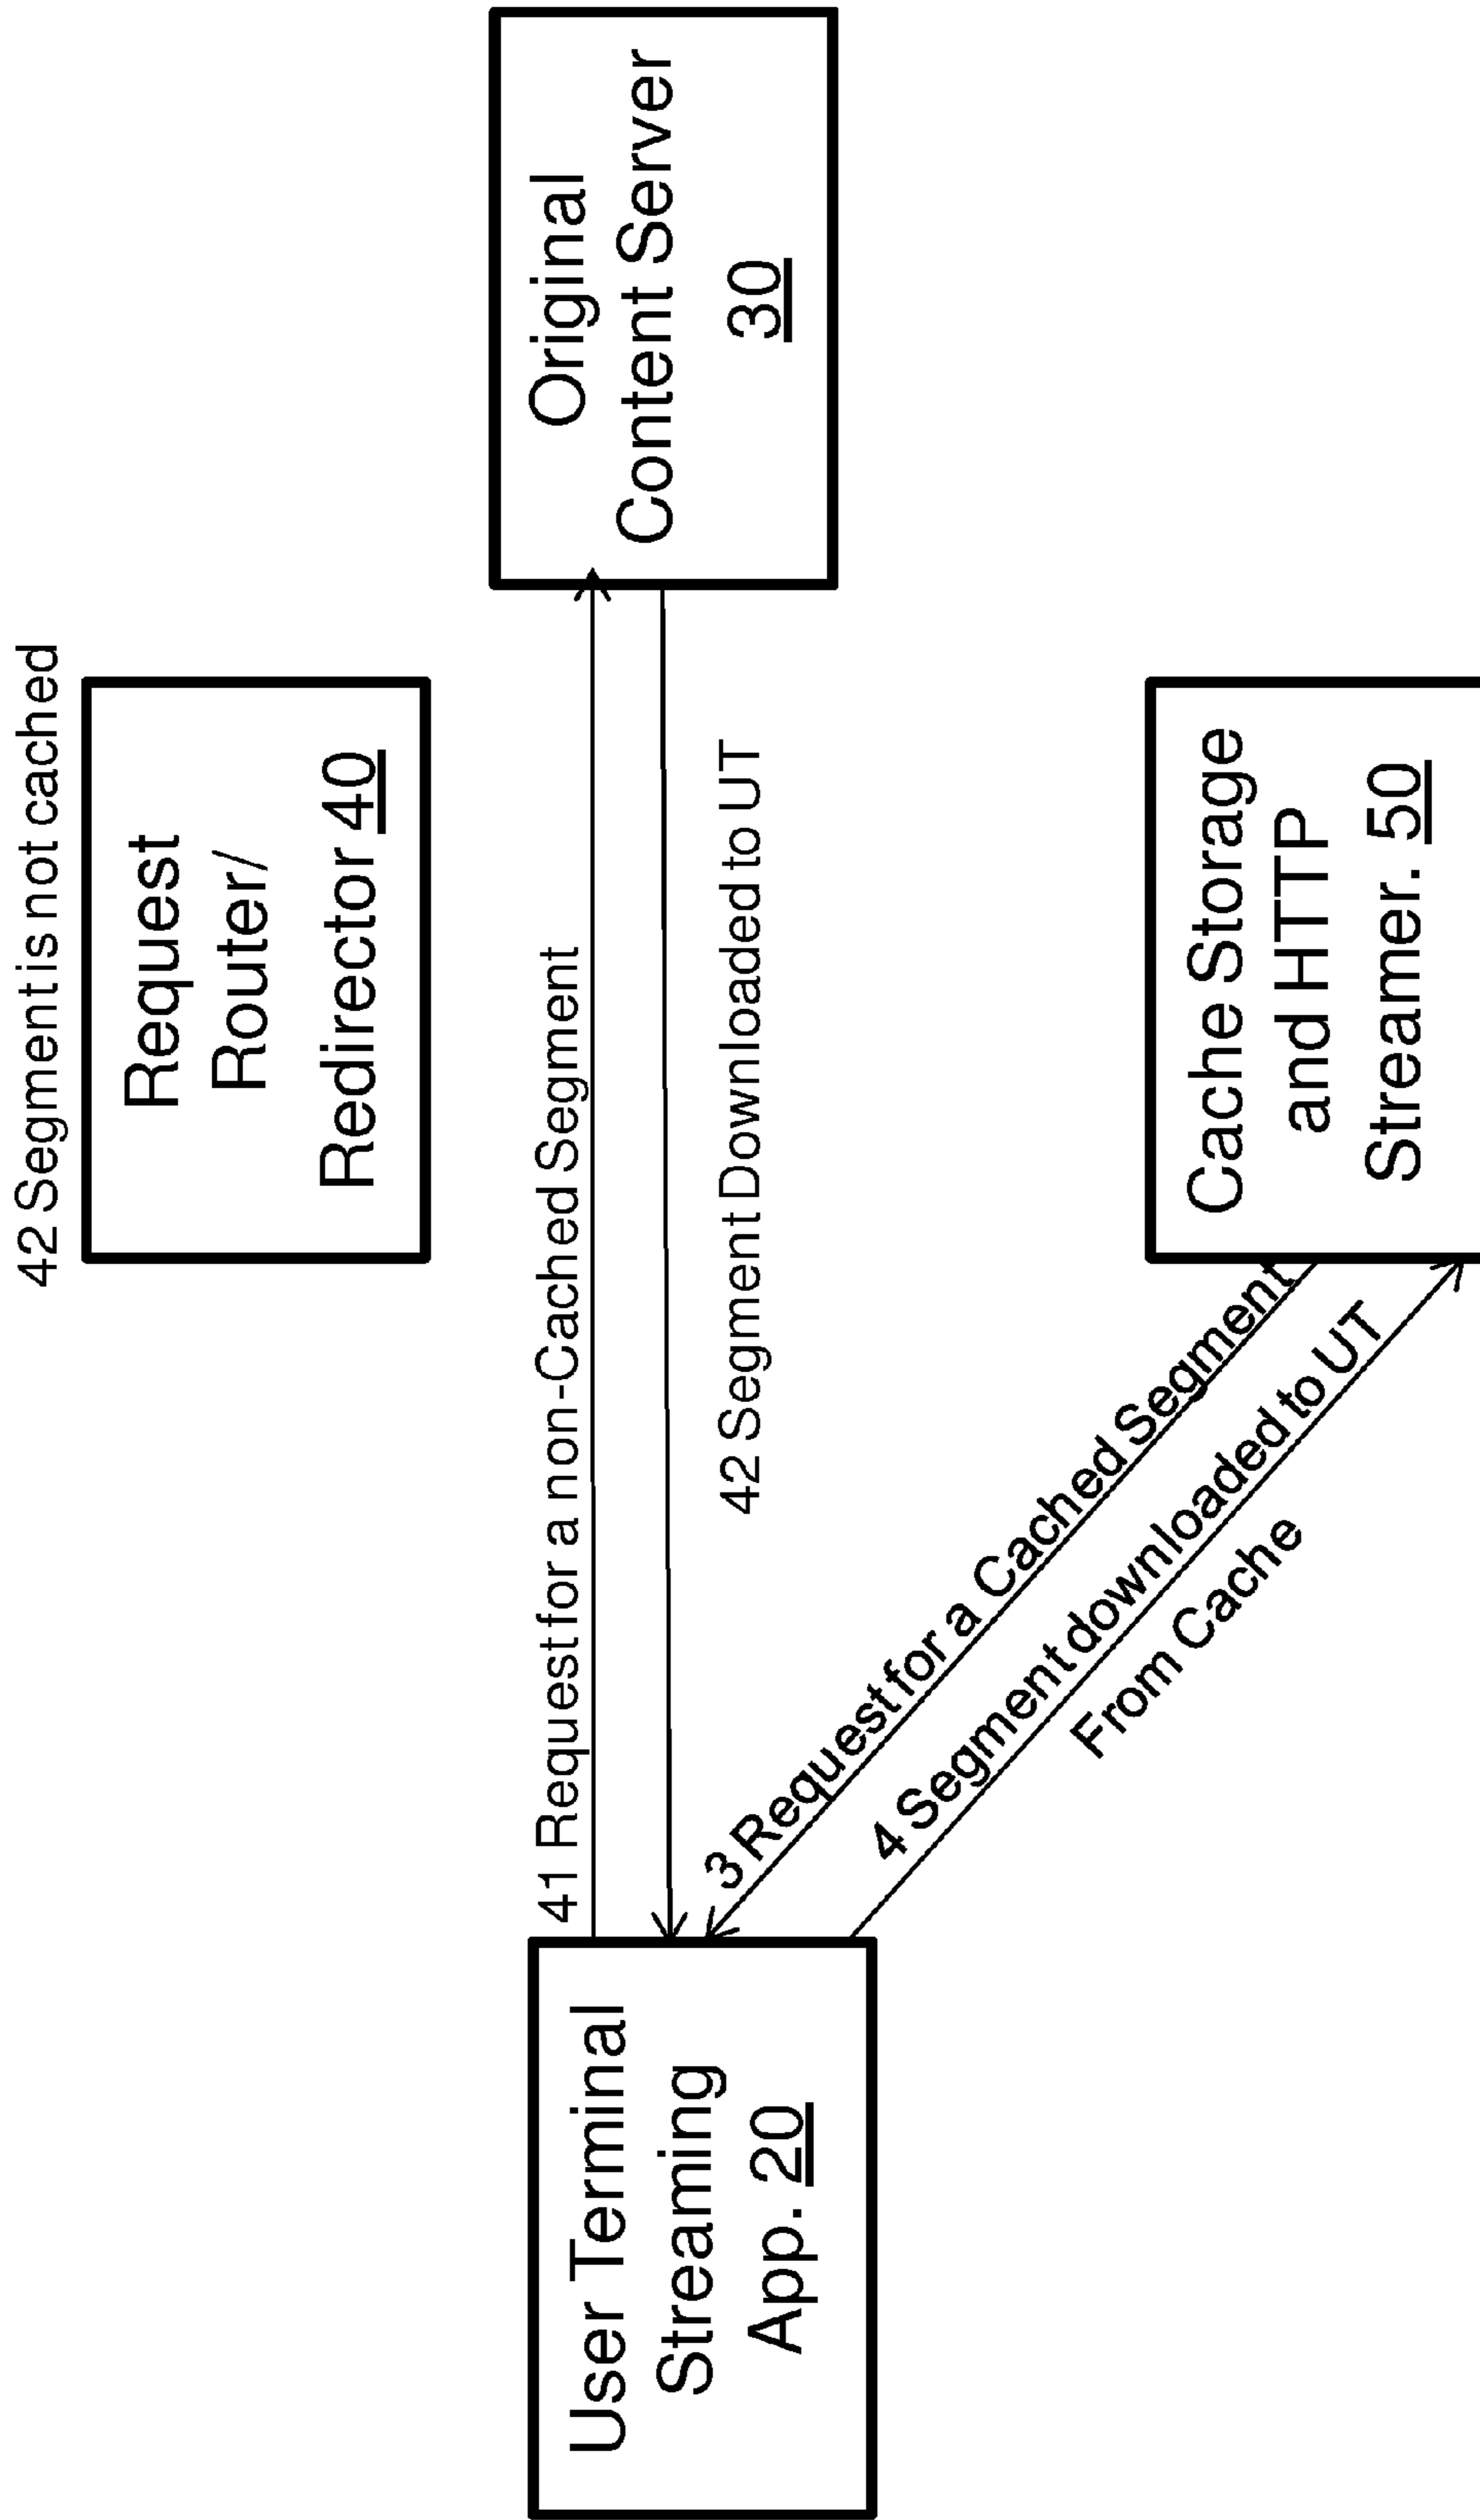 42 Segment is not cached
Request
Router/
Redirector 40
Original
Content Server
30
41 Request for a non-Cached Segment
42 Segment Downloaded to UT
User Terminal
Streaming
App. 20
3 Request for a Cached Segment
4 Segment downloaded to UT
From Cache
Cache Storage
and HTTP
Streamer. 50